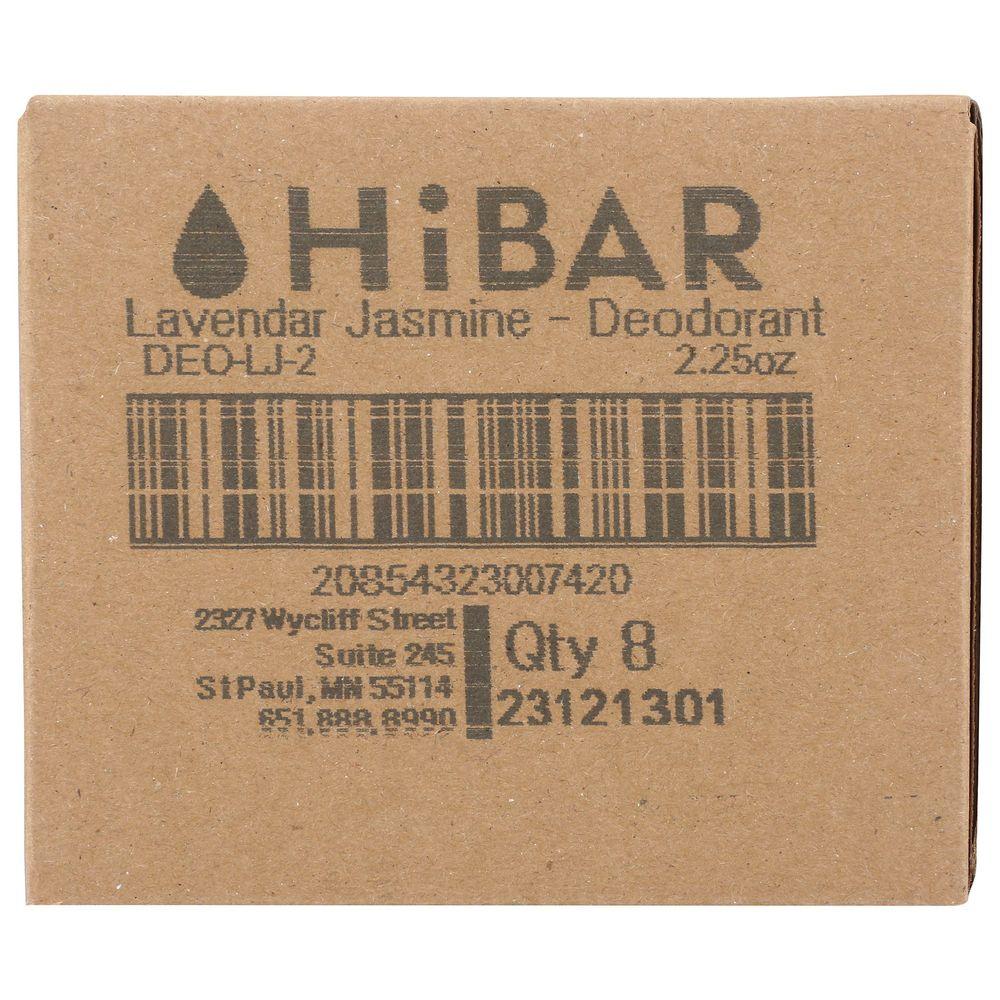 HiBAR
Lavendar Jasmine - Deodorant
DEO-LJ-2 2.25oz
20854323007420
2327 Wycliff Street
Suite 245
St Paul, MN 55114
651.888.8990
Qty 8
23121301